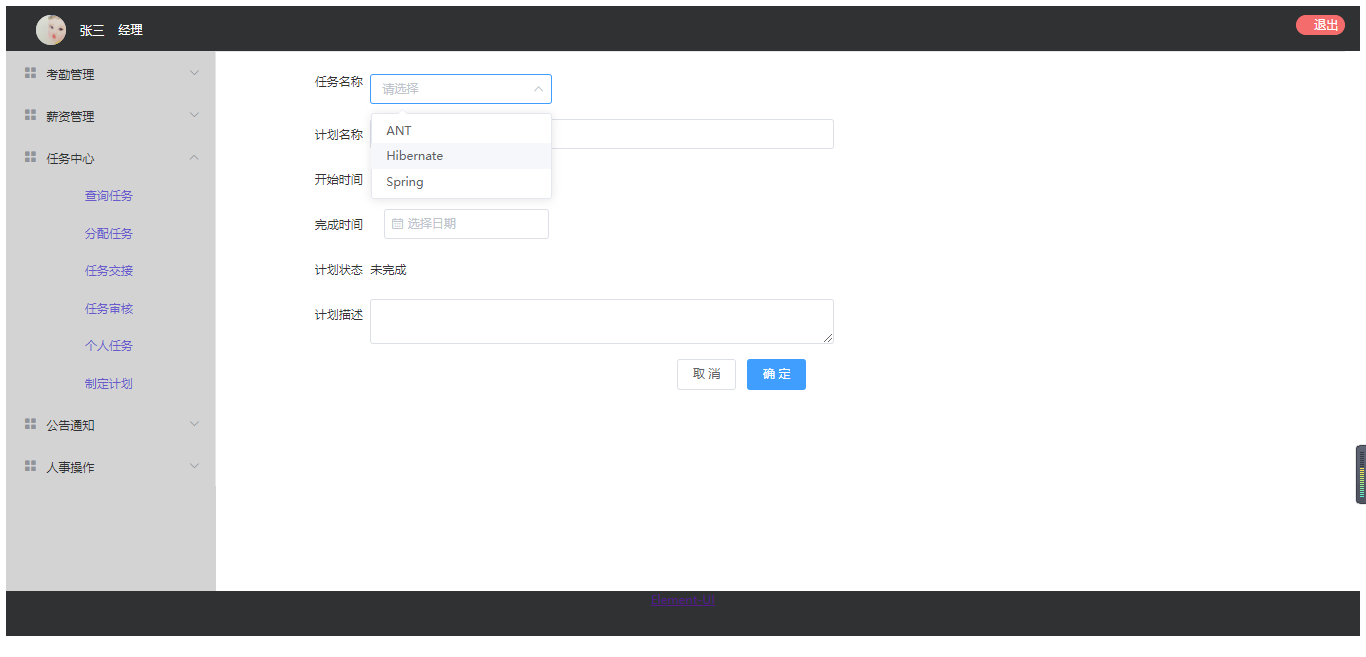 张三 经理
退出
考勤管理
薪资管理
任务中心
查询任务
分配任务
任务交接
任务审核
个人任务
制定计划
公告通知
人事操作
任务名称 请选择
ANT
Hibernate
Spring
计划名称
开始时间
完成时间 选择日期
计划状态 未完成
计划描述
取 消 确 定
Element-UI